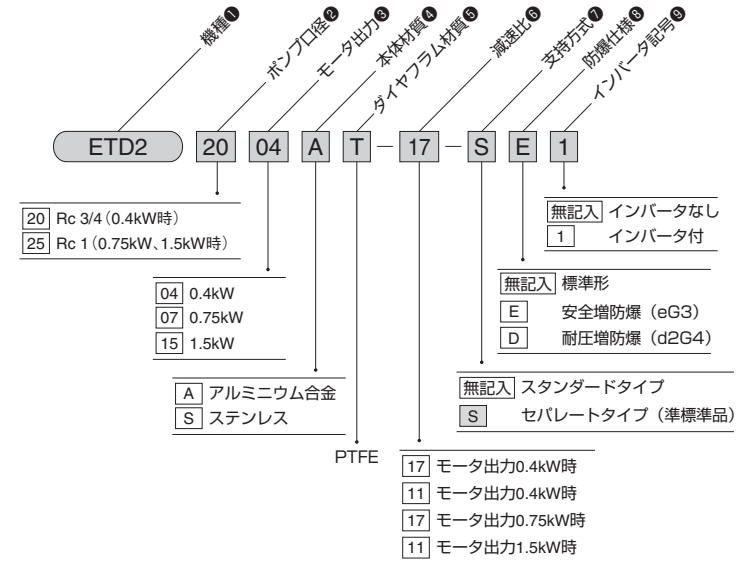 機種❶
ポンプ口径❷
モータ出力❸
本体材質❹
ダイヤフラム材質❺
減速比❻
支持方式❼
防爆仕様❽
インバータ記号❾
ETD2 20 04 A T － 17 － S E 1
20 Rc 3/4（0.4kW時）
25 Rc 1（0.75kW、1.5kW時）
無記入 インバータなし
1 インバータ付
04 0.4kW
07 0.75kW
15 1.5kW
無記入 標準形
E 安全増防爆（eG3）
D 耐圧増防爆（d2G4）
A アルミニウム合金
S ステンレス
無記入 スタンダードタイプ
S セパレートタイプ（準標準品）
PTFE
17 モータ出力0.4kW時
11 モータ出力0.4kW時
17 モータ出力0.75kW時
11 モータ出力1.5kW時